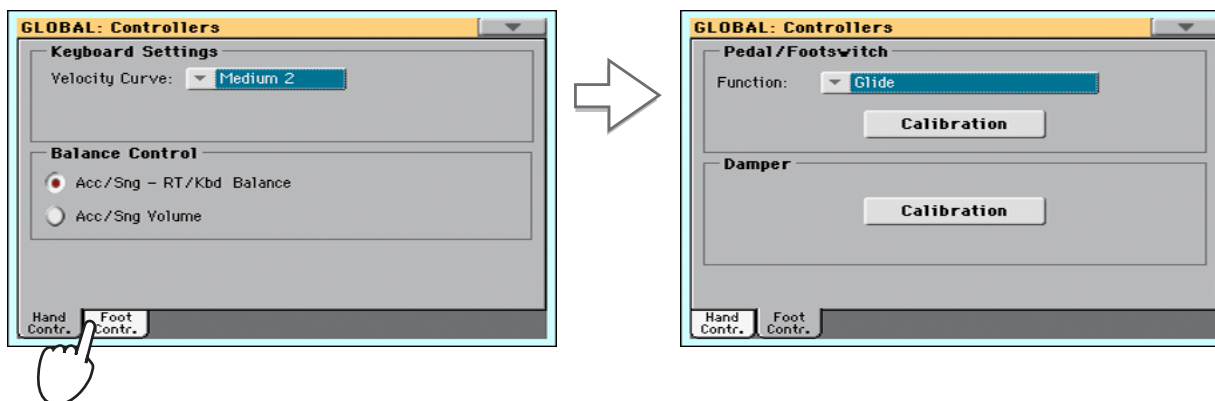 GLOBAL: Controllers
Keyboard Settings
Velocity Curve: Medium 2
Balance Control
Acc/Sng - RT/Kbd Balance
Acc/Sng Volume
Hand Contr.
Foot Contr.
GLOBAL: Controllers
Pedal/Footswitch
Function: Glide
Calibration
Damper
Calibration
Hand Contr.
Foot Contr.